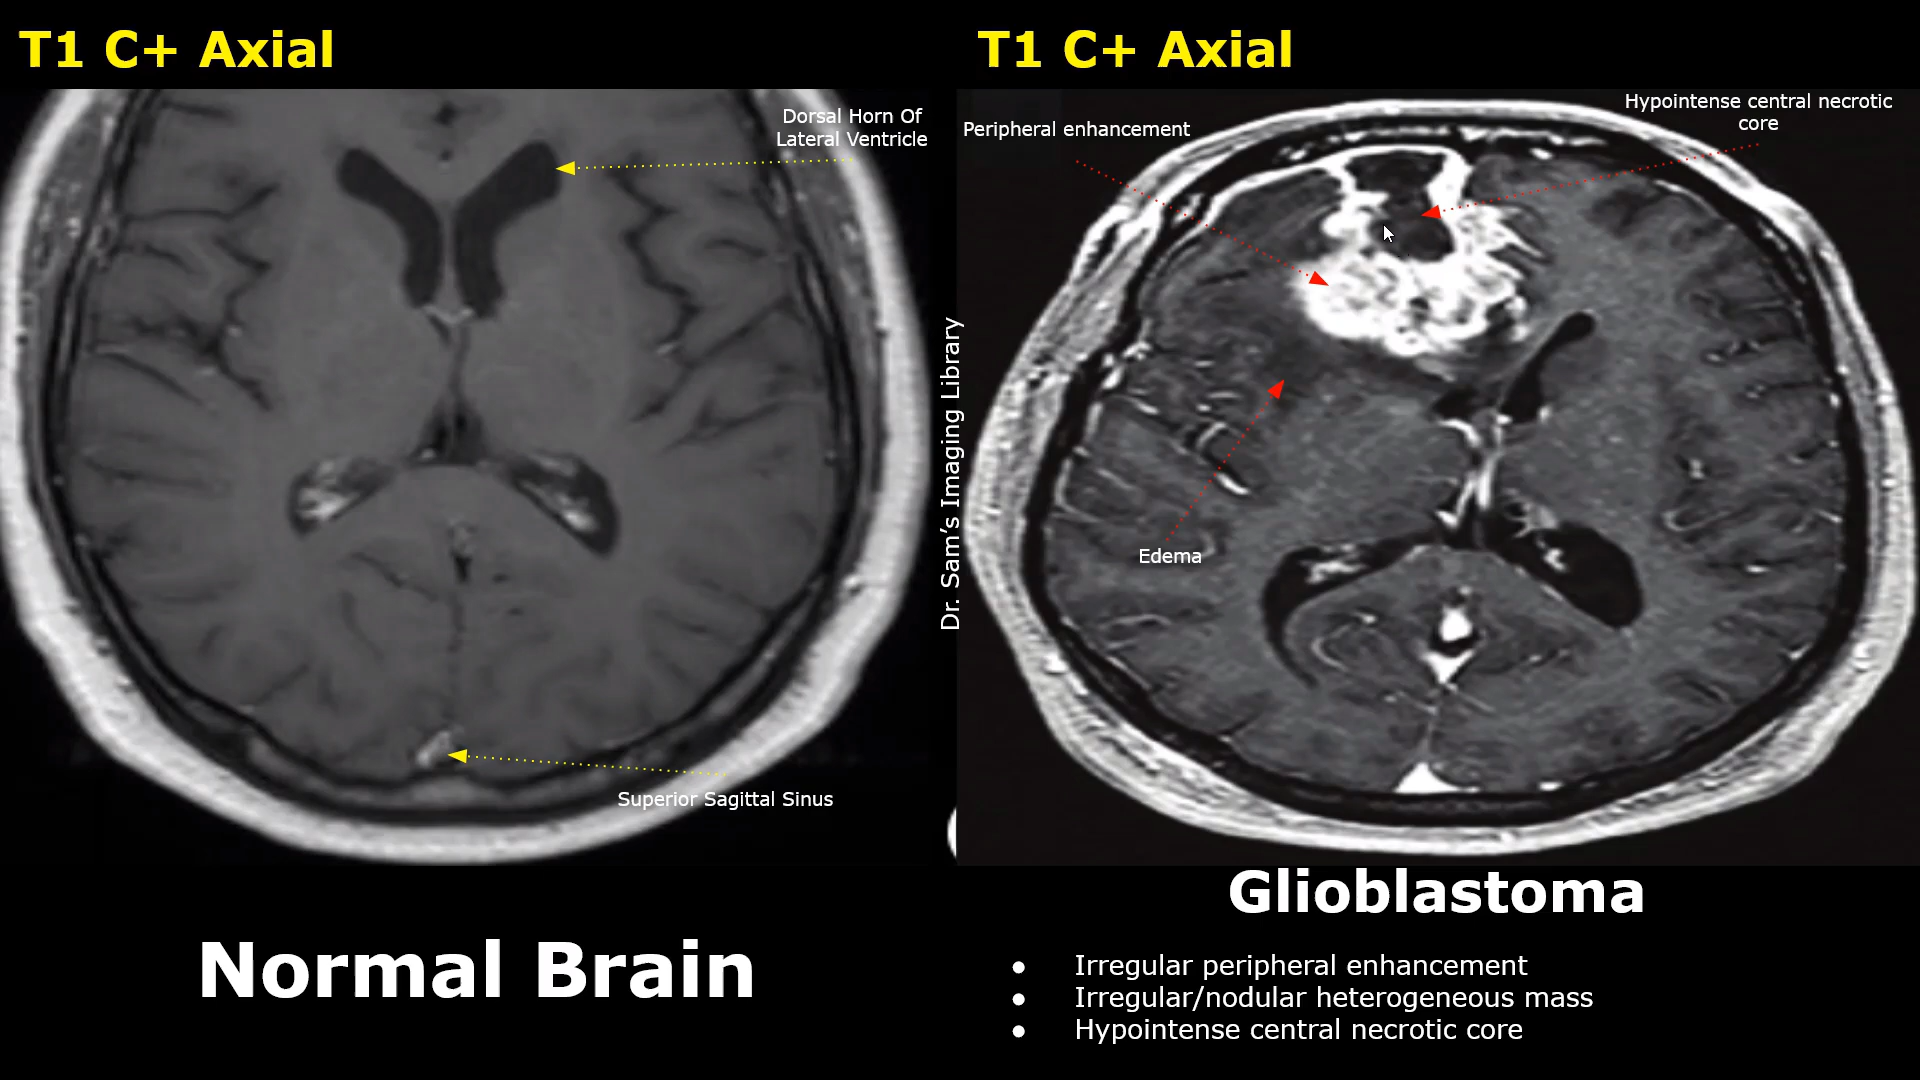 T1 C+ Axial
Dorsal Horn Of
Lateral Ventricle
Superior Sagittal Sinus
Normal Brain
Dr. Sam's Imaging Library
T1 C+ Axial
Peripheral enhancement
Hypointense central necrotic
core
Edema
Glioblastoma
● Irregular peripheral enhancement
● Irregular/nodular heterogeneous mass
● Hypointense central necrotic core